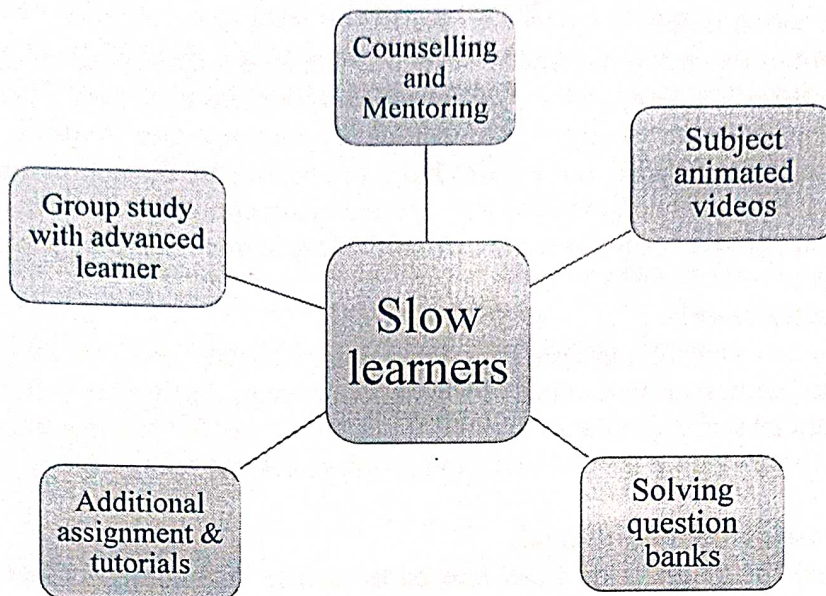 Counselling
and
Mentoring
Subject
animated
videos
Group study
with advanced
learner
Slow
learners
Additional
assignment &
tutorials
Solving
question
banks